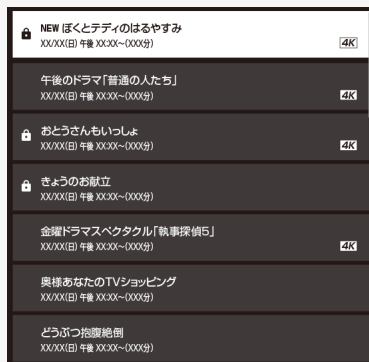 NEW ぼくとテディのはるやすみ
XX/XX(日) 午後 XX:XX～(XXX分)
4K
午後のドラマ「普通の人たち」
XX/XX(日) 午後 XX:XX～(XXX分)
4K
おとうさんもいっしょ
XX/XX(日) 午後 XX:XX～(XXX分)
4K
きょうのお献立
XX/XX(日) 午後 XX:XX～(XXX分)
金曜ドラマスペクタクル「執事探偵5」
XX/XX(日) 午後 XX:XX～(XXX分)
4K
奥様あなたのTVショッピング
XX/XX(日) 午後 XX:XX～(XXX分)
どうぶつ抱腹絶倒
XX/XX(日) 午後 XX:XX～(XXX分)